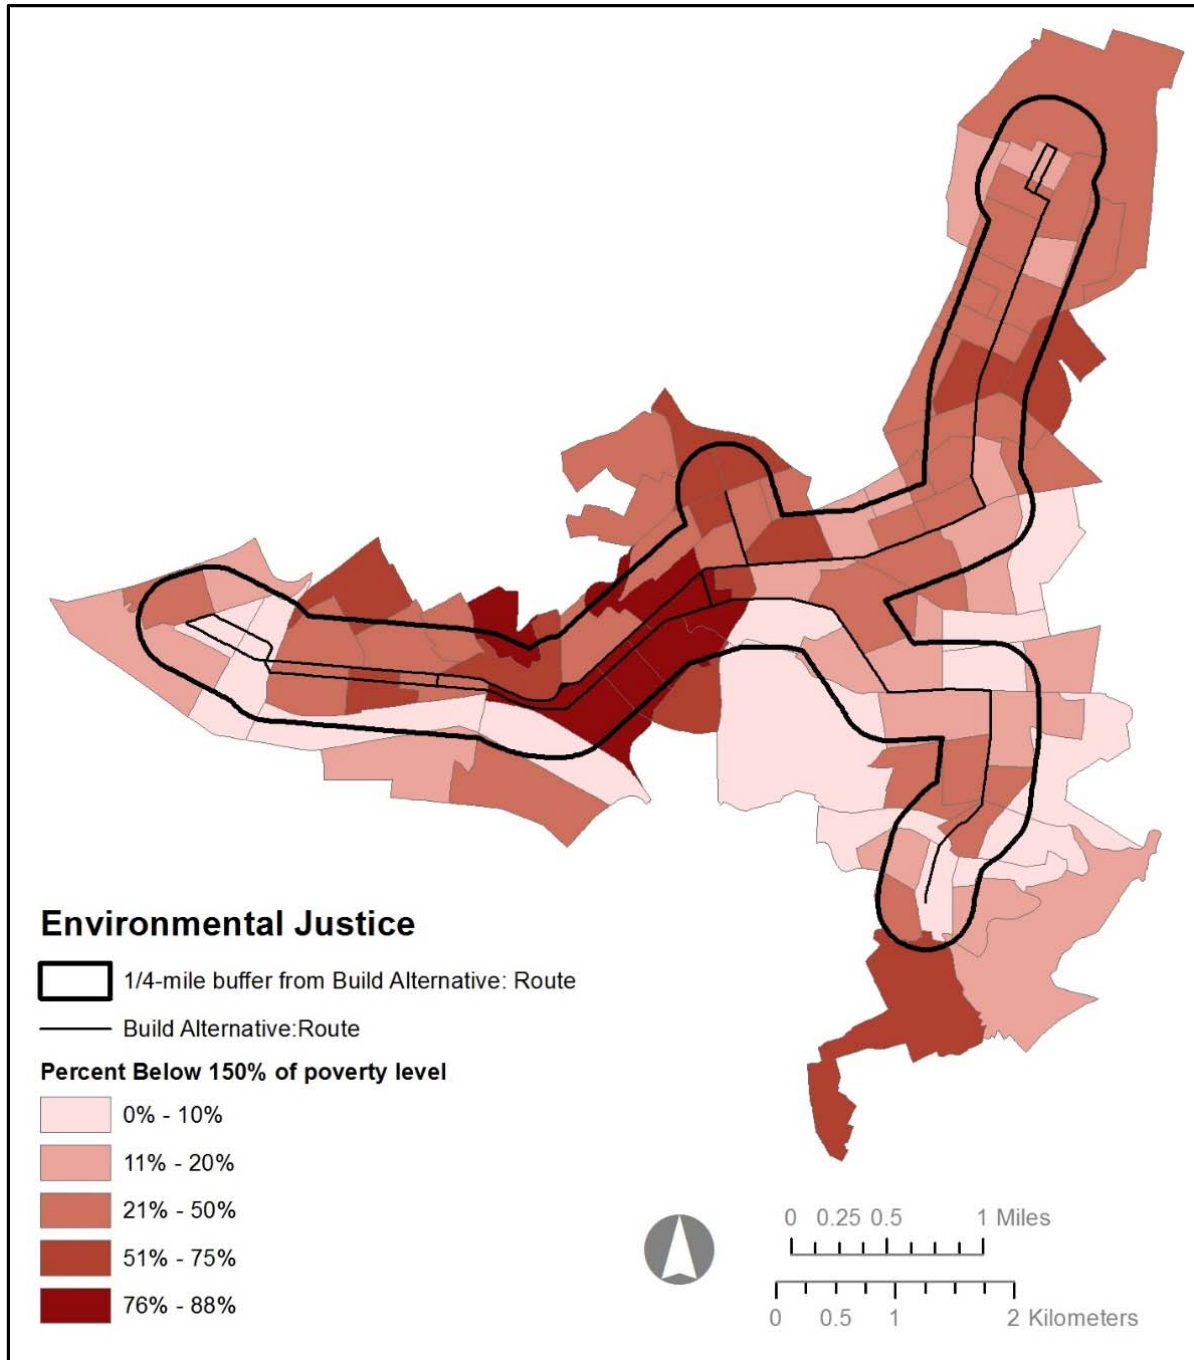 Environmental Justice
1/4-mile buffer from Build Alternative: Route
Build Alternative:Route
Percent Below 150% of poverty level
0% - 10%
11% - 20%
21% - 50%
51% - 75%
76% - 88%
0 0.25 0.5 1 Miles
0 0.5 1 2 Kilometers